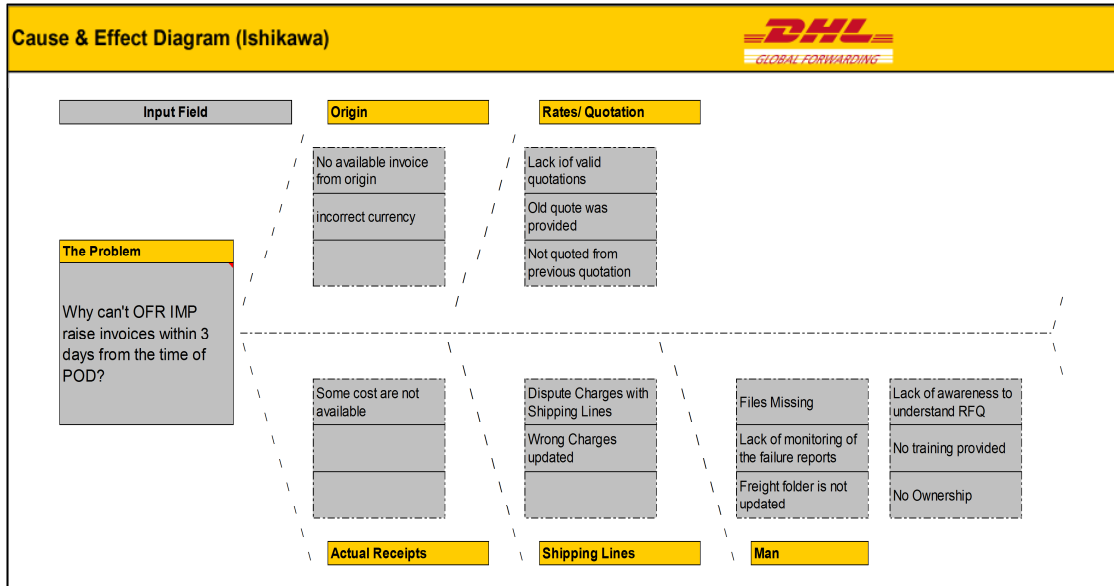 Cause & Effect Diagram (Ishikawa)
DHL
GLOBAL FORWARDING
Input Field
Origin
Rates/ Quotation
No available invoice
from origin
incorrect currency
Lack iof valid
quotations
Old quote was
provided
Not quoted from
previous quotation
The Problem
Why can't OFR IMP
raise invoices within 3
days from the time of
POD?
Some cost are not
available
Dispute Charges with
Shipping Lines
Wrong Charges
updated
Files Missing
Lack of monitoring of
the failure reports
Freight folder is not
updated
Lack of awareness to
understand RFQ
No training provided
No Ownership
Actual Receipts
Shipping Lines
Man